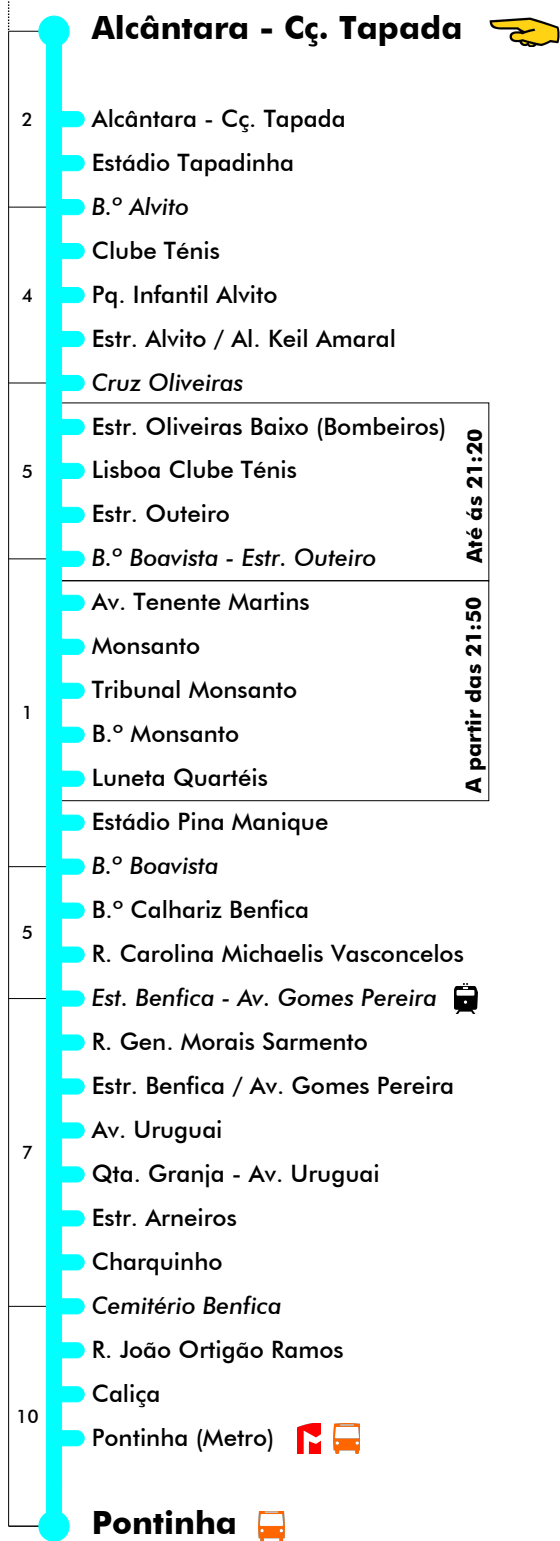 Alcântara - Cç. Tapada
2
Alcântara - Cç. Tapada
Estádio Tapadinha
B.º Alvito
Clube Ténis
4
Pq. Infantil Alvito
Estr. Alvito / Al. Keil Amaral
Cruz Oliveiras
Estr. Oliveiras Baixo (Bombeiros)
5
Lisboa Clube Ténis
Estr. Outeiro
B.º Boavista - Estr. Outeiro
Até ás 21:20
Av. Tenente Martins
Monsanto
Tribunal Monsanto
1
B.º Monsanto
Luneta Quartéis
A partir das 21:50
Estádio Pina Manique
B.º Boavista
B.º Calhariz Benfica
5
R. Carolina Michaelis Vasconcelos
Est. Benfica - Av. Gomes Pereira
R. Gen. Morais Sarmento
Estr. Benfica / Av. Gomes Pereira
Av. Uruguai
7
Qta. Granja - Av. Uruguai
Estr. Arneiros
Charquinho
Cemitério Benfica
R. João Ortigão Ramos
Caliça
10
Pontinha (Metro)
Pontinha